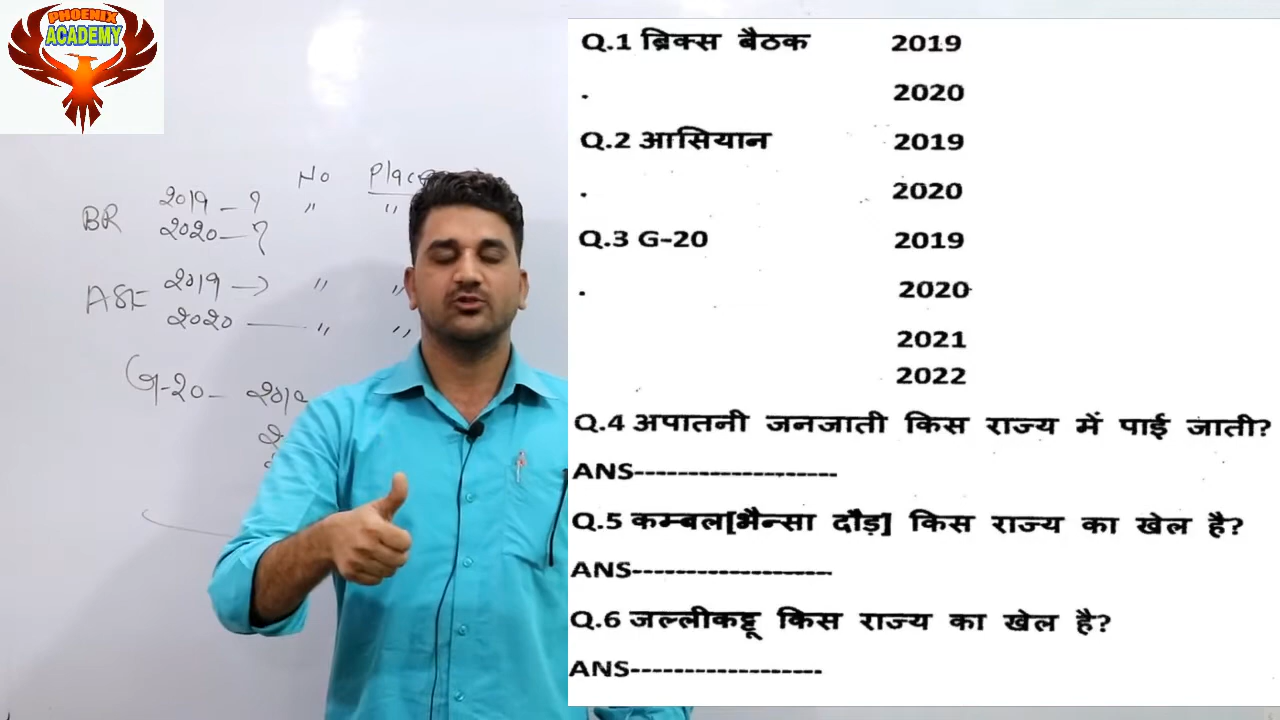 PHOENIX
ACADEMY
No Place
BR 2019 - ? " "
2020 - ?
2019 → " "
2020 — " "
G-20 - 2019
Q.1 ब्रिक्स बैठक 2019
. 2020
Q.2 आसियान 2019
. 2020
Q.3 G-20 2019
. 2020
2021
2022
Q.4 अपातनी जनजाती किस राज्य में पाई जाती?
ANS-------------------
Q.5 कम्बल[भैन्सा दौड़] किस राज्य का खेल है?
ANS-------------------
Q.6 जल्लीकट्टू किस राज्य का खेल है?
ANS------------------